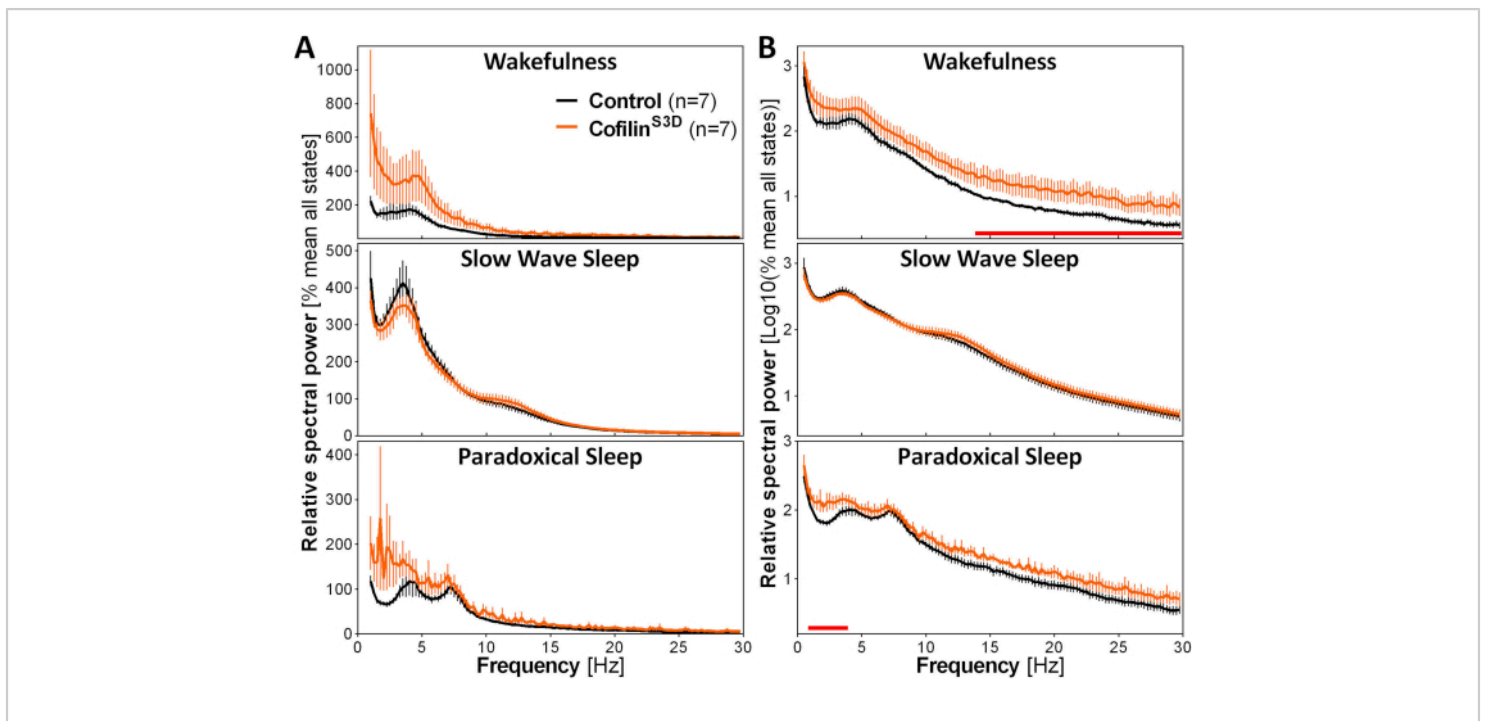 A
Wakefulness
Control (n=7)
Cofilin^S3D (n=7)
1000
800
600
400
200
Slow Wave Sleep
500
400
300
200
100
0
Paradoxical Sleep
400
300
200
100
0
0 5 10 15 20 25 30
Frequency [Hz]
Relative spectral power [% mean all states]
B
Wakefulness
3
2
1
Slow Wave Sleep
3
2
1
Paradoxical Sleep
3
2
1
0 5 10 15 20 25 30
Frequency [Hz]
Relative spectral power [Log10(% mean all states)]